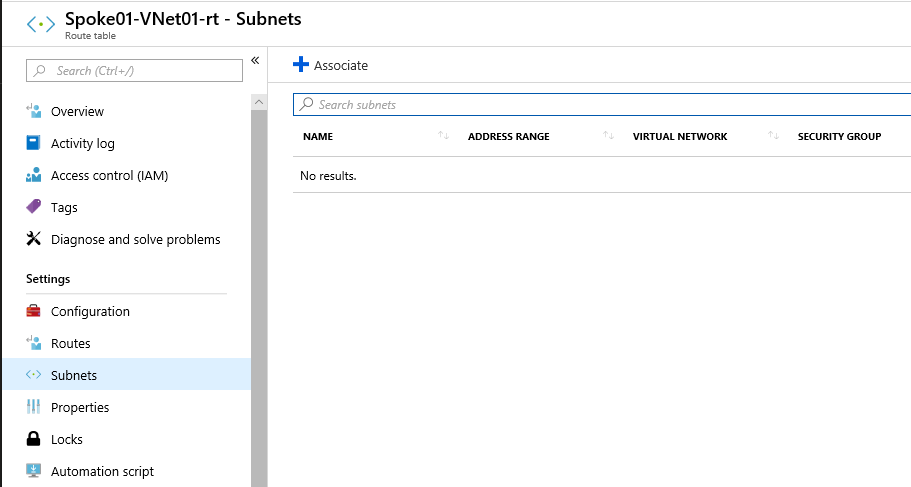 Spoke01-VNet01-rt - Subnets
Route table
Search (Ctrl+/)
«
Overview
Activity log
Access control (IAM)
Tags
Diagnose and solve problems
Settings
Configuration
Routes
Subnets
Properties
Locks
Automation script
Associate
Search subnets
NAME ADDRESS RANGE VIRTUAL NETWORK SECURITY GROUP
No results.